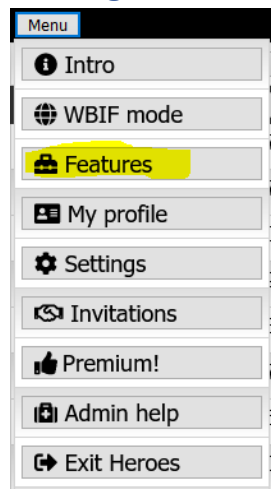 Menu
Intro
WBIF mode
Features
My profile
Settings
Invitations
Premium!
Admin help
Exit Heroes